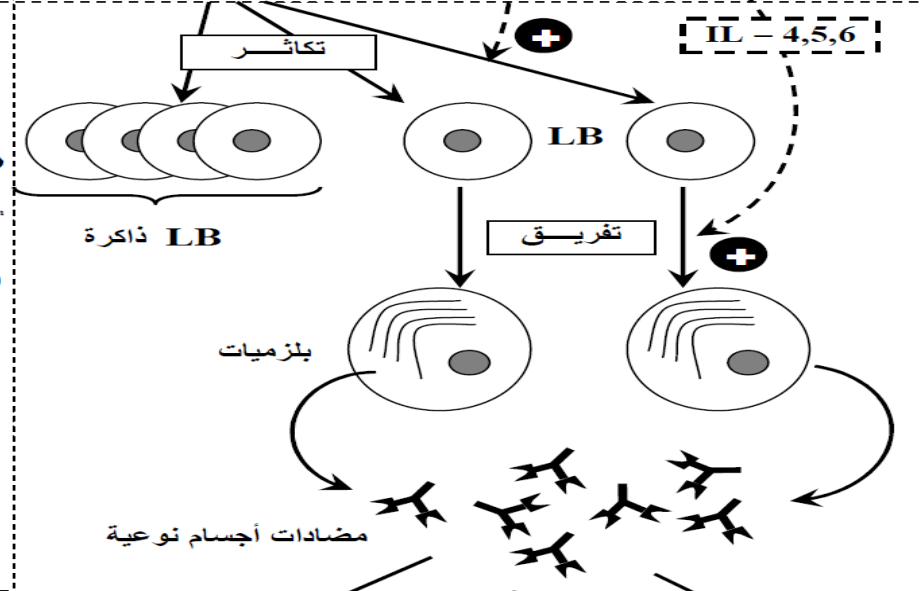 تكاثـــر
IL – 4,5,6
LB
LB ذاكرة
تفريـــق
بلزميات
مضادات أجسام نوعية